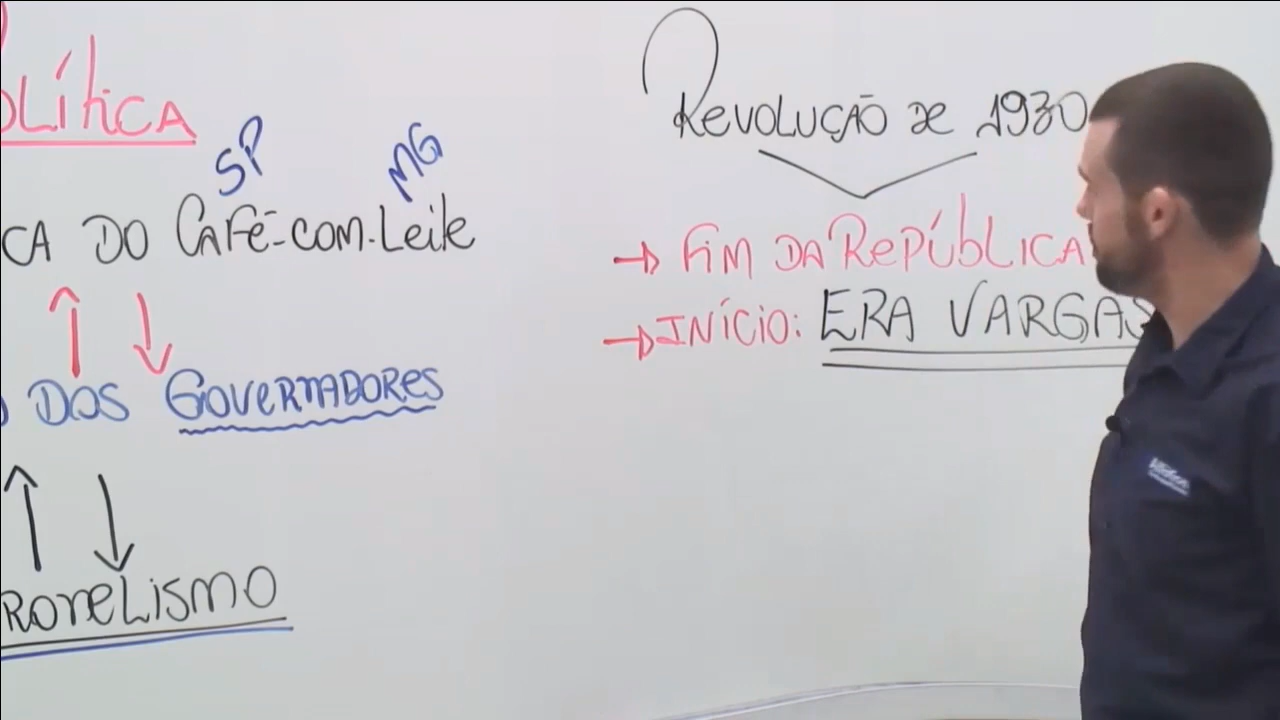 OLÍTICA
SP
MG
CA DO CAFÉ-COM-LEITE
DOS GOVERNADORES
RONELISMO
REVOLUÇÃO DE 1930
→ FIM DA REPÚBLICA
→ INÍCIO: ERA VARGAS